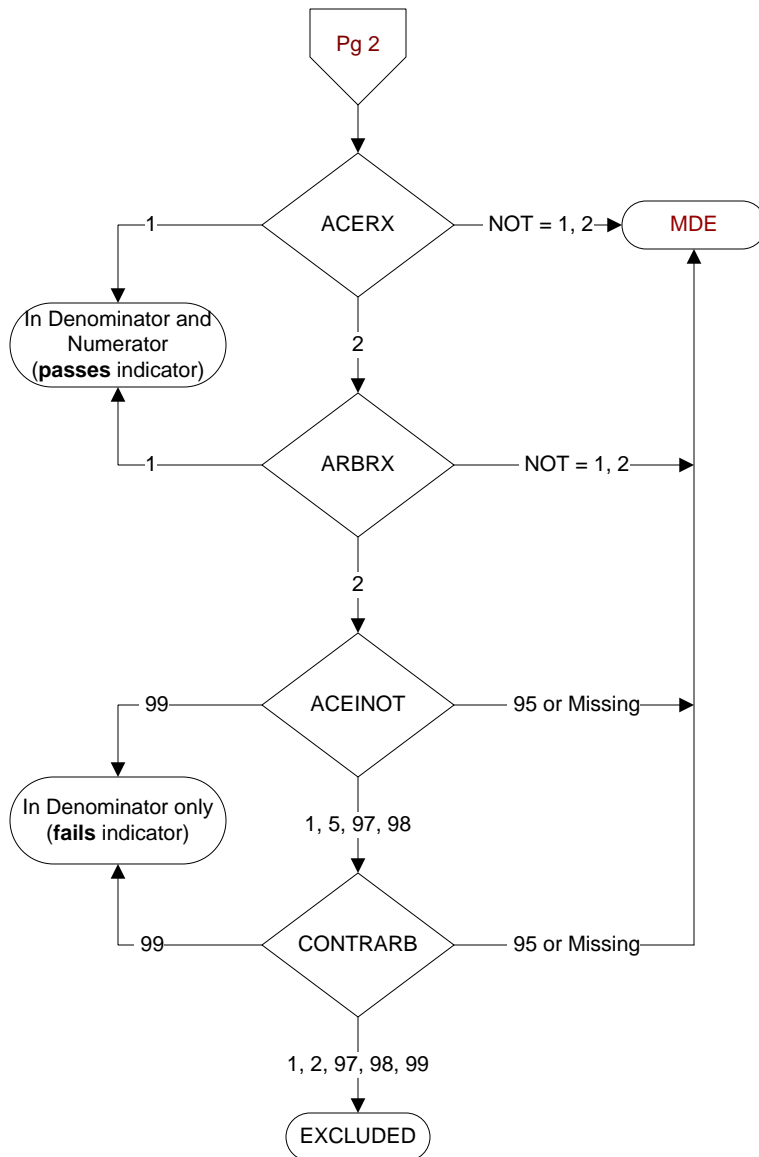 Pg 2
ACERX
1
NOT = 1, 2
MDE
In Denominator and
Numerator
(passes indicator)
2
ARBRX
1
NOT = 1, 2
2
ACEINOT
99
95 or Missing
In Denominator only
(fails indicator)
1, 5, 97, 98
CONTRARB
99
95 or Missing
1, 2, 97, 98, 99
EXCLUDED